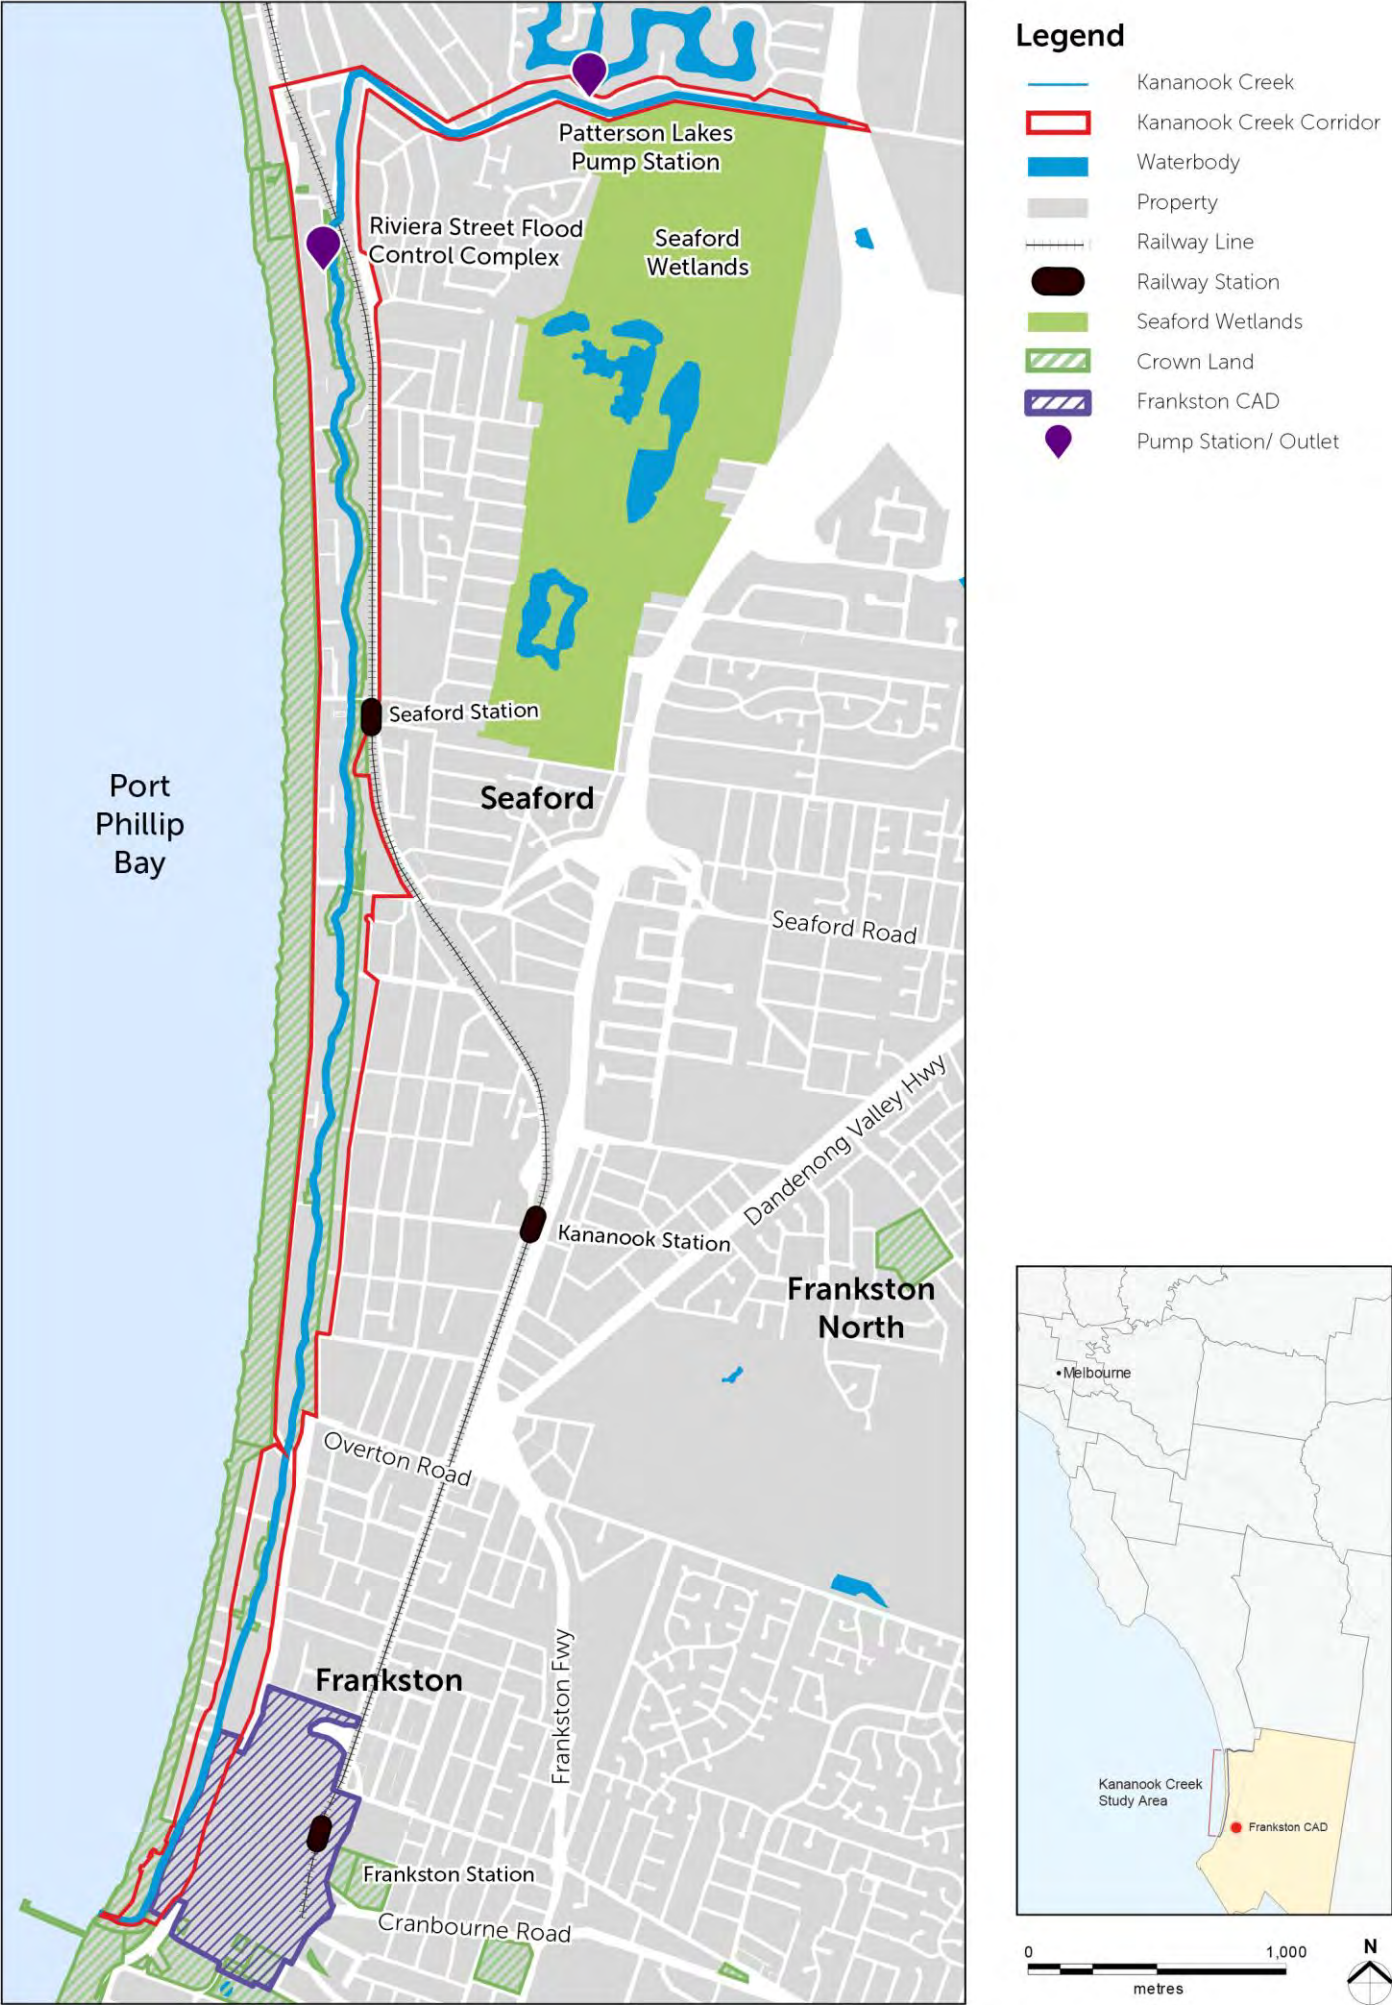 Patterson Lakes
Pump Station
Riviera Street Flood
Control Complex
Seaford
Wetlands
Seaford Station
Port
Phillip
Bay
Seaford
Seaford Road
Dandenong Valley Hwy
Kananook Station
Frankston
North
Overton Road
Frankston
Frankston Fwy
Frankston Station
Cranbourne Road
Legend
Kananook Creek
Kananook Creek Corridor
Waterbody
Property
Railway Line
Railway Station
Seaford Wetlands
Crown Land
Frankston CAD
Pump Station/ Outlet
Melbourne
Kananook Creek
Study Area
Frankston CAD
0 1,000
metres
N